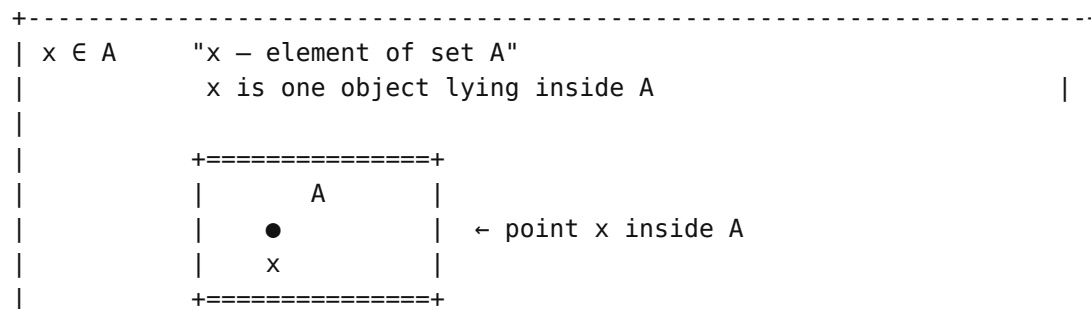 +------------------------------------------------------------------------
| x ∈ A     "x — element of set A"
|            x is one object lying inside A                           |
|
|           +===============+
|           |       A       |
|           |    ●          |  ← point x inside A
|           |    x          |
|           +===============+